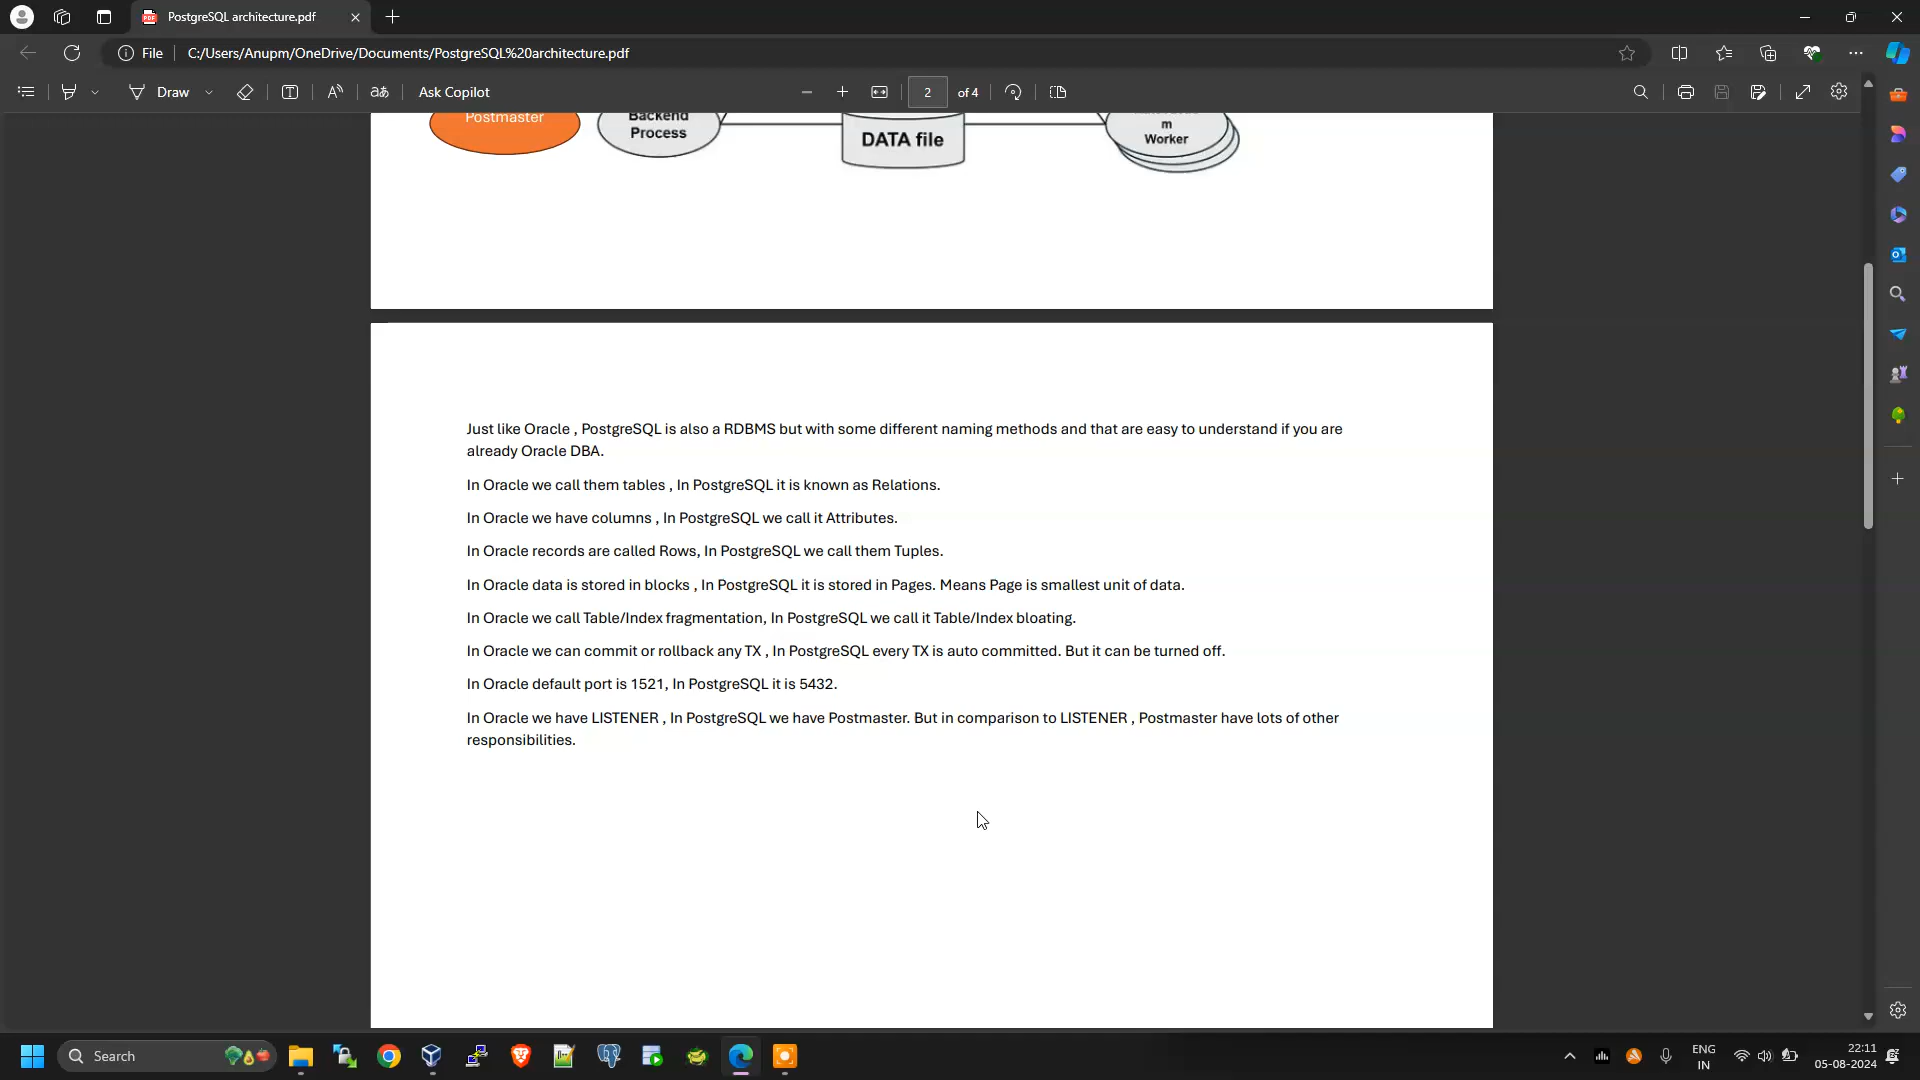 PostgreSQL architecture.pdf
File
C:/Users/Anupm/OneDrive/Documents/PostgreSQL%20architecture.pdf
Draw
Ask Copilot
2
of 4
Postmaster
Backend
Process
DATA file
m
Worker
Just like Oracle , PostgreSQL is also a RDBMS but with some different naming methods and that are easy to understand if you are
already Oracle DBA.
In Oracle we call them tables , In PostgreSQL it is known as Relations.
In Oracle we have columns , In PostgreSQL we call it Attributes.
In Oracle records are called Rows, In PostgreSQL we call them Tuples.
In Oracle data is stored in blocks , In PostgreSQL it is stored in Pages. Means Page is smallest unit of data.
In Oracle we call Table/Index fragmentation, In PostgreSQL we call it Table/Index bloating.
In Oracle we can commit or rollback any TX , In PostgreSQL every TX is auto committed. But it can be turned off.
In Oracle default port is 1521, In PostgreSQL it is 5432.
In Oracle we have LISTENER , In PostgreSQL we have Postmaster. But in comparison to LISTENER , Postmaster have lots of other
responsibilities.
Search
ENG
IN
22:11
05-08-2024